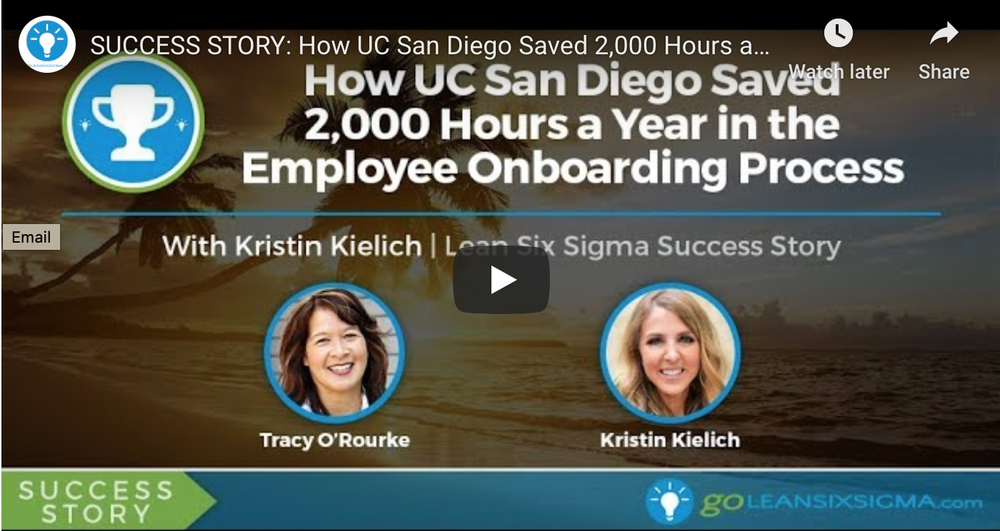 SUCCESS STORY: How UC San Diego Saved 2,000 Hours a...
Watch later
Share
How UC San Diego Saved
2,000 Hours a Year in the
Employee Onboarding Process
Email
With Kristin Kielich | Lean Six Sigma Success Story
Tracy O'Rourke
Kristin Kielich
SUCCESS
STORY
goLEANSIXSIGMA.com